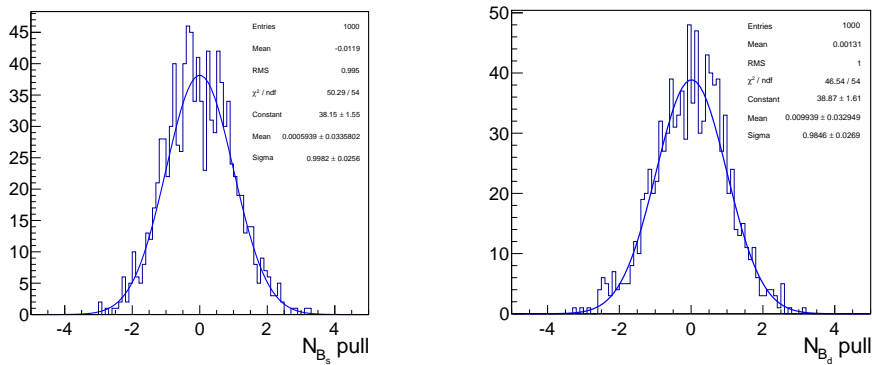 Entries 1000
Mean -0.0119
RMS 0.995
χ² / ndf 50.29 / 54
Constant 38.15 ± 1.55
Mean 0.0005939 ± 0.0335802
Sigma 0.9982 ± 0.0256
45
40
35
30
25
20
15
10
5
0
-4 -2 0 2 4
N_{B_s} pull
Entries 1000
Mean 0.00131
RMS 1
χ² / ndf 46.54 / 54
Constant 38.87 ± 1.61
Mean 0.009939 ± 0.032949
Sigma 0.9846 ± 0.0269
50
40
30
20
10
0
-4 -2 0 2 4
N_{B_d} pull